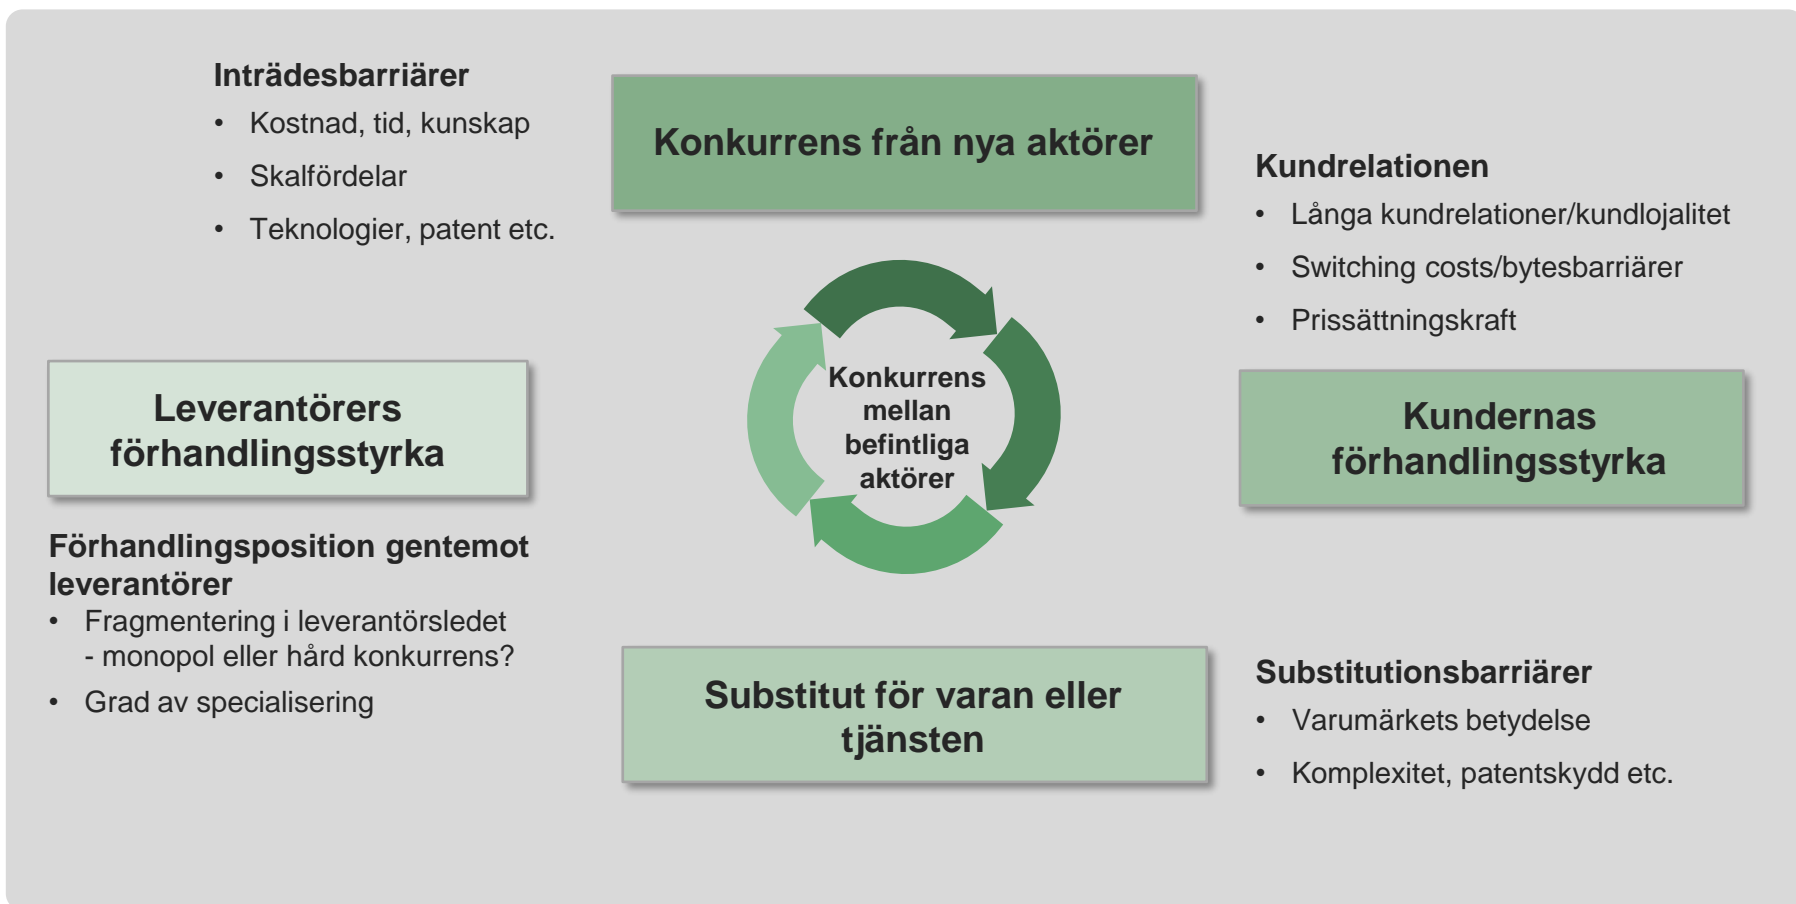 Inträdesbarriärer
• Kostnad, tid, kunskap
• Skalfördelar
• Teknologier, patent etc.
Konkurrens från nya aktörer
Kundrelationen
• Långa kundrelationer/kundlojalitet
• Switching costs/bytesbarriärer
• Prissättningskraft
Leverantörers
förhandlingsstyrka
Konkurrens
mellan
befintliga
aktörer
Kundernas
förhandlingsstyrka
Förhandlingsposition gentemot
leverantörer
• Fragmentering i leverantörsledet
- monopol eller hård konkurrens?
• Grad av specialisering
Substitut för varan eller
tjänsten
Substitutionsbarriärer
• Varumärkets betydelse
• Komplexitet, patentskydd etc.